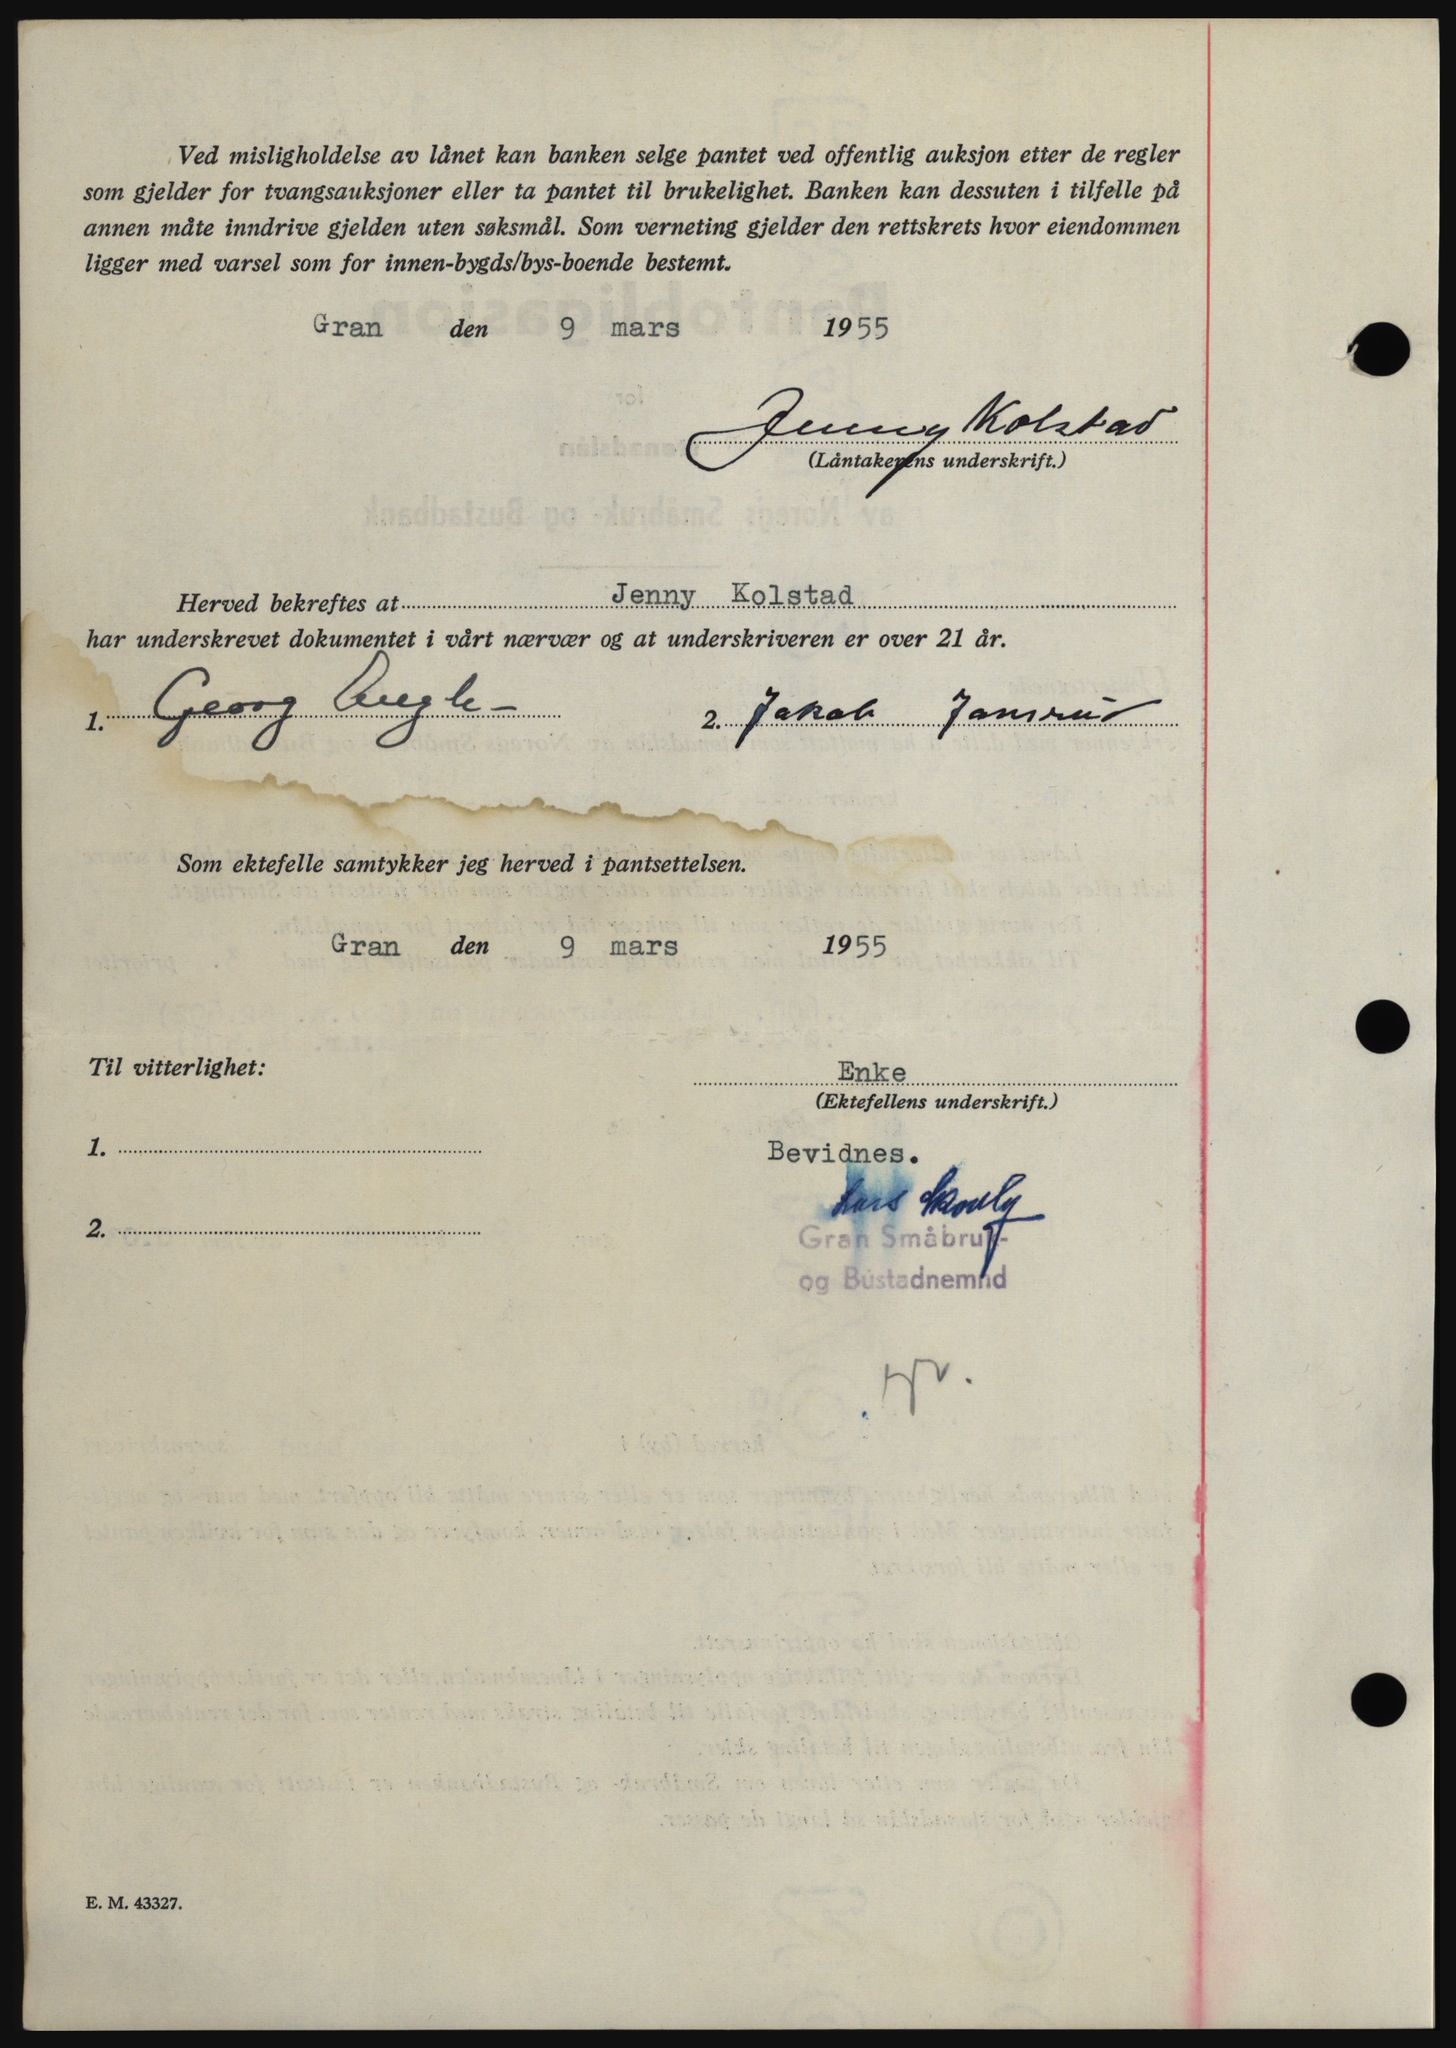 Ved misligholdelse av lånet kan banken selge pantet ved offentlig auksjon etter de regler
som gjelder for tvangsauksjoner eller ta pantet til brukelighet. Banken kan dessuten i tilfelle på
annen måte inndrive gjelden uten søksmål. Som verneting gjelder den rettskrets hvor eiendommen
ligger med varsel som for innen-bygds/bys-boende bestemt.
Gran den 9 mars 1955
Jenny Kolstad
(Låntakerens underskrift.)
Herved bekreftes at Jenny Kolstad
har underskrevet dokumentet i vårt nærvær og at underskriveren er over 21 år.
1. Georg 2. Jakob
Som ektefelle samtykker jeg herved i pantsettelsen.
Gran den 9 mars 1955
Til vitterlighet:
Enke
(Ektefellens underskrift.)
1.
Bevidnes.
Lars
2.
Gran Småbruk-
og Bustadnemnd
E. M. 43327.